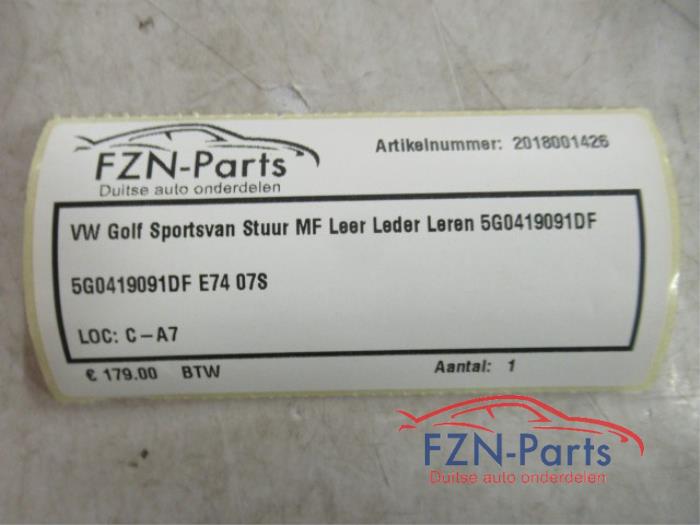 FZN-Parts
Duitse auto onderdelen
Artikelnummer: 2018001426
VW Golf Sportsvan Stuur MF Leer Leder Leren 5G0419091DF
5G0419091DF E74 07S
LOC: C-A7
€ 179.00 BTW
Aantal: 1
FZN-Parts
Duitse auto onderdelen